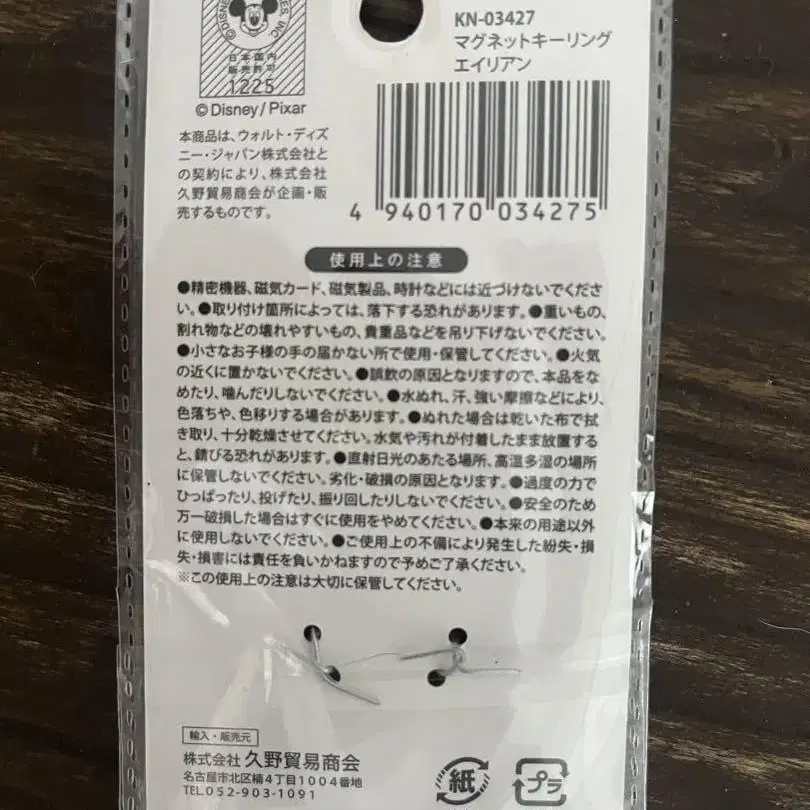 ©DISNEY
日本国内
販売許可
1225
©Disney/Pixar
本商品は、ウォルト・ディズ
ニー・ジャパン株式会社と
の契約により、株式会社
久野貿易商会が企画・販
売するものです。
KN-03427
マグネットキーリング
エイリアン
4 940170 034275
使用上の注意
●精密機器、磁気カード、磁気製品、時計などには近づけないでくださ
い。●取り付け箇所によっては、落下する恐れがあります。●重いもの、
割れ物などの壊れやすいもの、貴重品などを吊り下げないでください。
●小さなお子様の手の届かない所で使用・保管してください。●火気
の近くに置かないでください。●誤飲の原因となりますので、本品をな
めたり、噛んだりしないでください。●水ぬれ、汗、強い摩擦などにより、
色落ちや、色移りする場合があります。●ぬれた場合は乾いた布で拭
き取り、十分乾燥させてください。水気や汚れが付着したまま放置する
と、錆びる恐れがあります。●直射日光のあたる場所、高温多湿の場所
に保管しないでください。劣化・破損の原因となります。●過度の力で
ひっぱったり、投げたり、振り回したりしないでください。●安全のため
万一破損した場合はすぐに使用をやめてください。●本来の用途以外
に使用しないでください。●ご使用上の不備により発生した紛失・損
失・損害には責任を負いかねますので予めご了承ください。
※この使用上の注意は大切に保管してください。
輸入・販売元
株式会社 久野貿易商会
名古屋市北区楠4丁目1004番地
TEL052-903-1091
紙
プラ